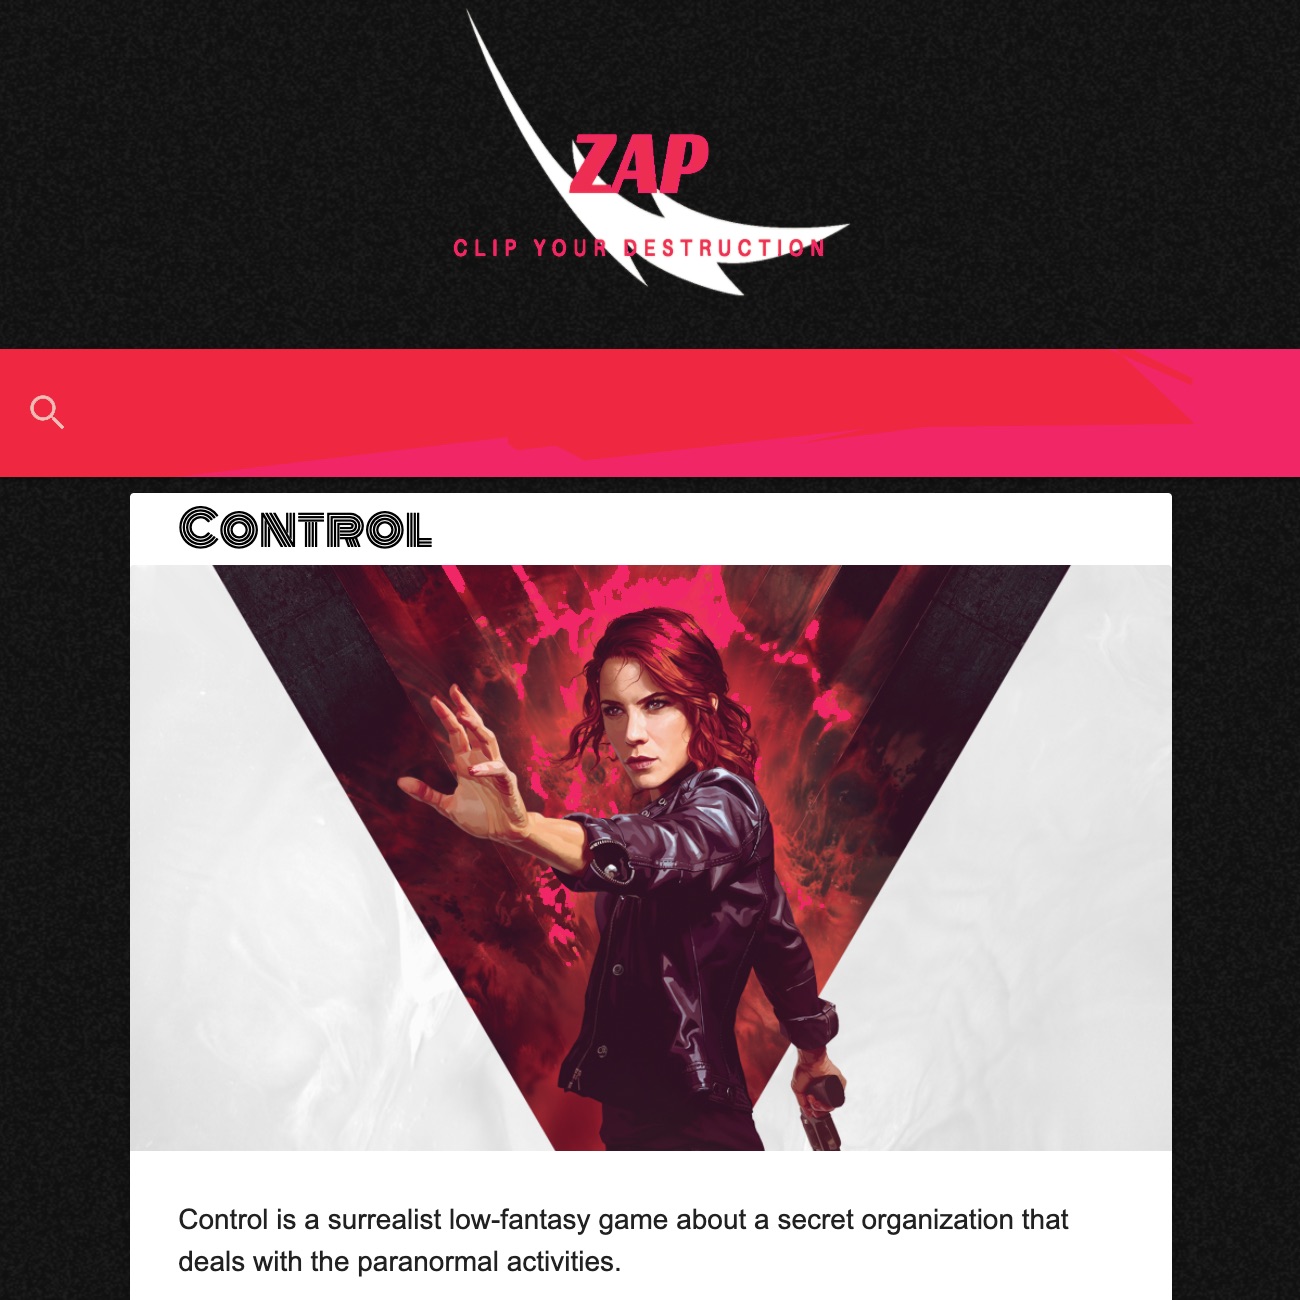 ZAP
CLIP YOUR DESTRUCTION
Control
Control is a surrealist low-fantasy game about a secret organization that
deals with the paranormal activities.